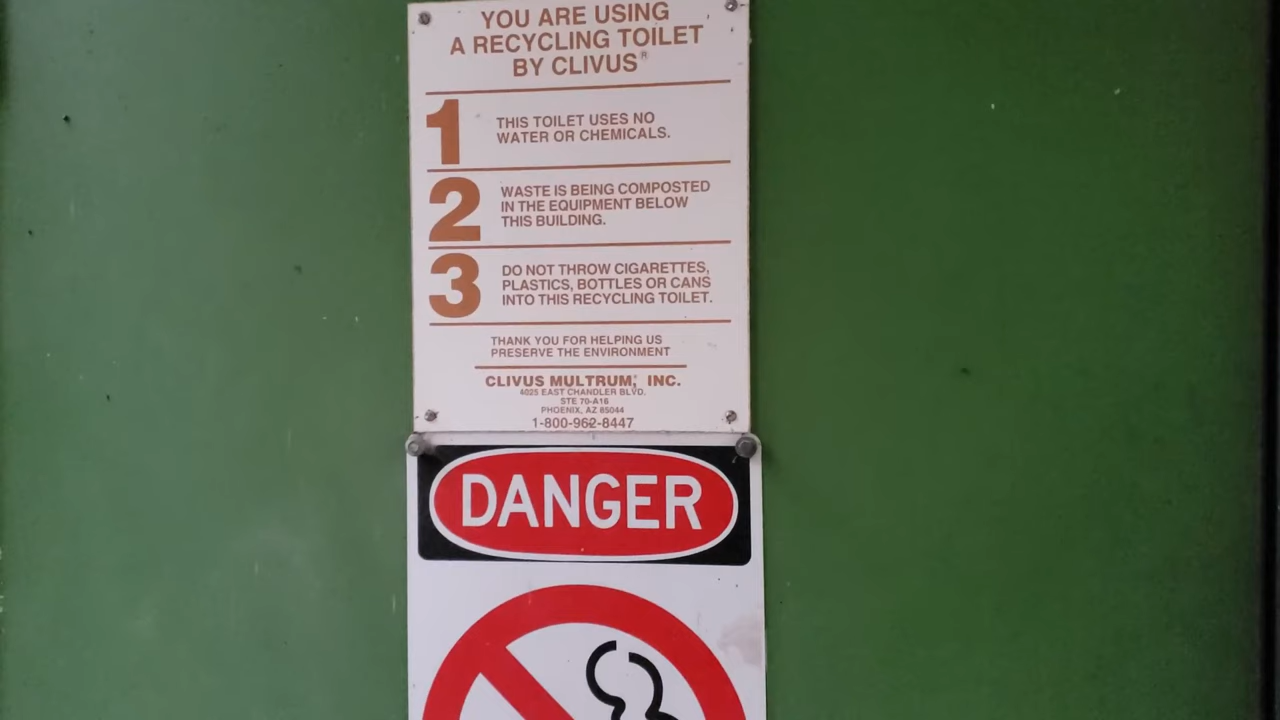 YOU ARE USING
A RECYCLING TOILET
BY CLIVUS®
1
THIS TOILET USES NO
WATER OR CHEMICALS.
2
WASTE IS BEING COMPOSTED
IN THE EQUIPMENT BELOW
THIS BUILDING.
3
DO NOT THROW CIGARETTES,
PLASTICS, BOTTLES OR CANS
INTO THIS RECYCLING TOILET.
THANK YOU FOR HELPING US
PRESERVE THE ENVIRONMENT
CLIVUS MULTRUM,® INC.
4025 EAST CHANDLER BLVD.
STE 70-A16
PHOENIX, AZ 85044
1-800-962-8447
DANGER